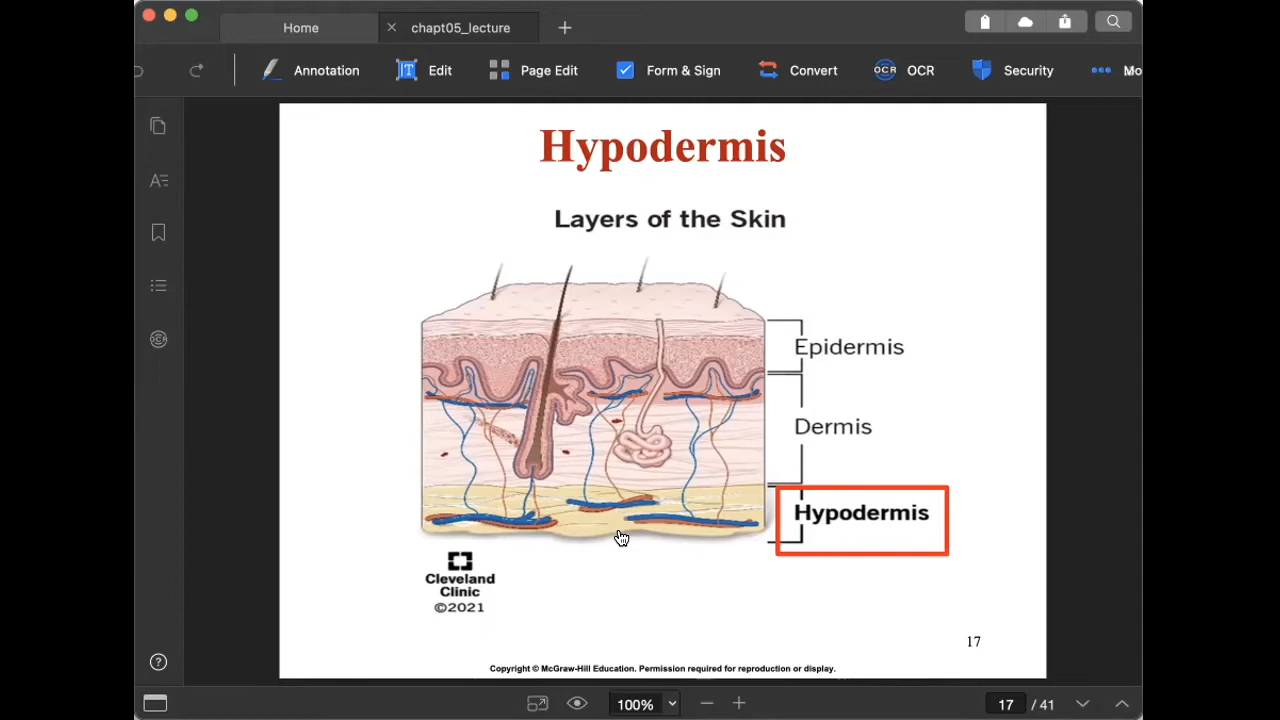 Home
chapt05_lecture
Annotation
Edit
Page Edit
Form & Sign
Convert
OCR
OCR
Security
Hypodermis
Layers of the Skin
Epidermis
Dermis
Hypodermis
Cleveland
Clinic
©2021
17
Copyright © McGraw-Hill Education. Permission required for reproduction or display.
100%
17 / 41